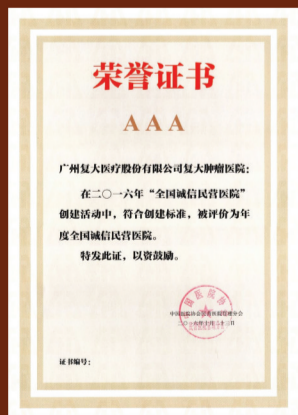 荣誉证书
AAA
广州复大医疗股份有限公司复大肿瘤医院：
在二〇一六年“全国诚信民营医院”
创建活动中，符合创建标准，被评价为年
度全国诚信民营医院。
特发此证，以资鼓励。
证书编号：